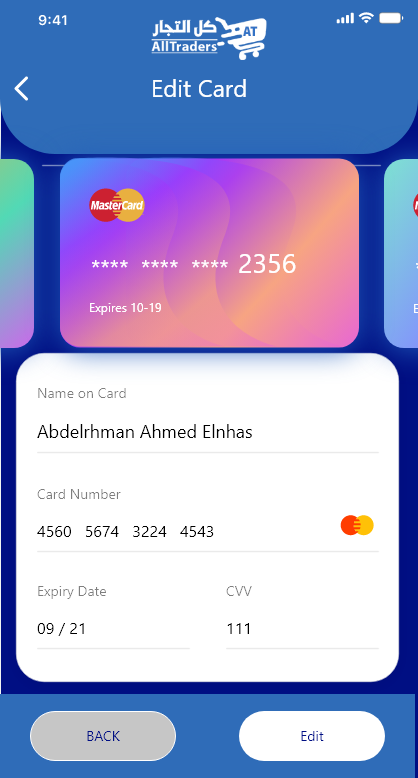 9:41
كل التجار
AT
AllTraders
Edit Card
MasterCard
**** **** **** 2356
Expires 10-19
Name on Card
Abdelrhman Ahmed Elnhas
Card Number
4560 5674 3224 4543
Expiry Date CVV
09 / 21 111
BACK Edit